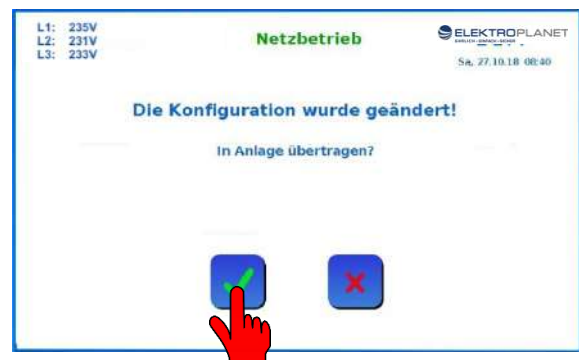 L1: 235V
L2: 231V
L3: 233V
Netzbetrieb
ELEKTROPLANET
Sa, 27.10.18 08:40
Die Konfiguration wurde geändert!
In Anlage übertragen?